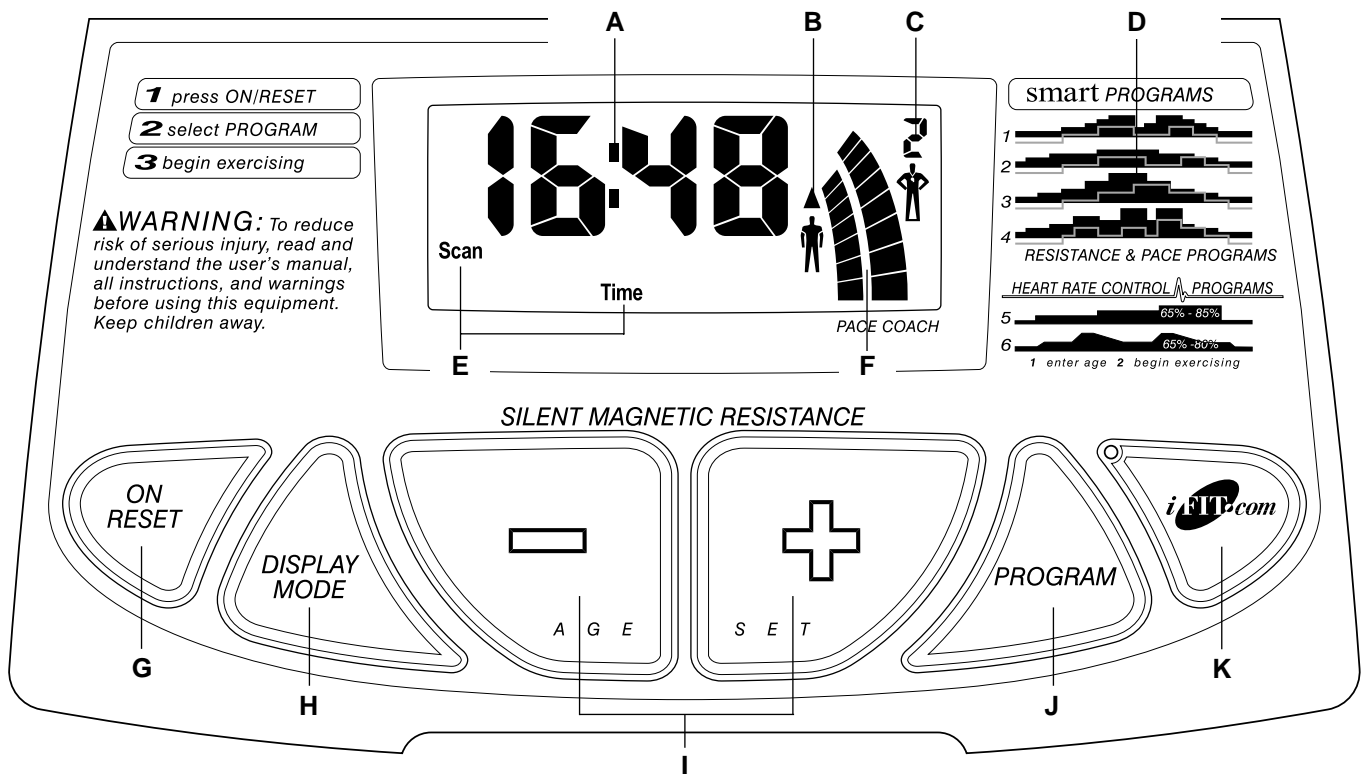 A
B
C
D
1 press ON/RESET
2 select PROGRAM
3 begin exercising
WARNING: To reduce
risk of serious injury, read and
understand the user's manual,
all instructions, and warnings
before using this equipment.
Keep children away.
16:48
2
Scan
Time
PACE COACH
E
F
smart PROGRAMS
1
2
3
4
RESISTANCE & PACE PROGRAMS
HEART RATE CONTROL PROGRAMS
5 65% - 85%
6 65% -80%
1 enter age 2 begin exercising
SILENT MAGNETIC RESISTANCE
ON
RESET
DISPLAY
MODE
AGE
SET
PROGRAM
iFIT.com
G
H
I
J
K